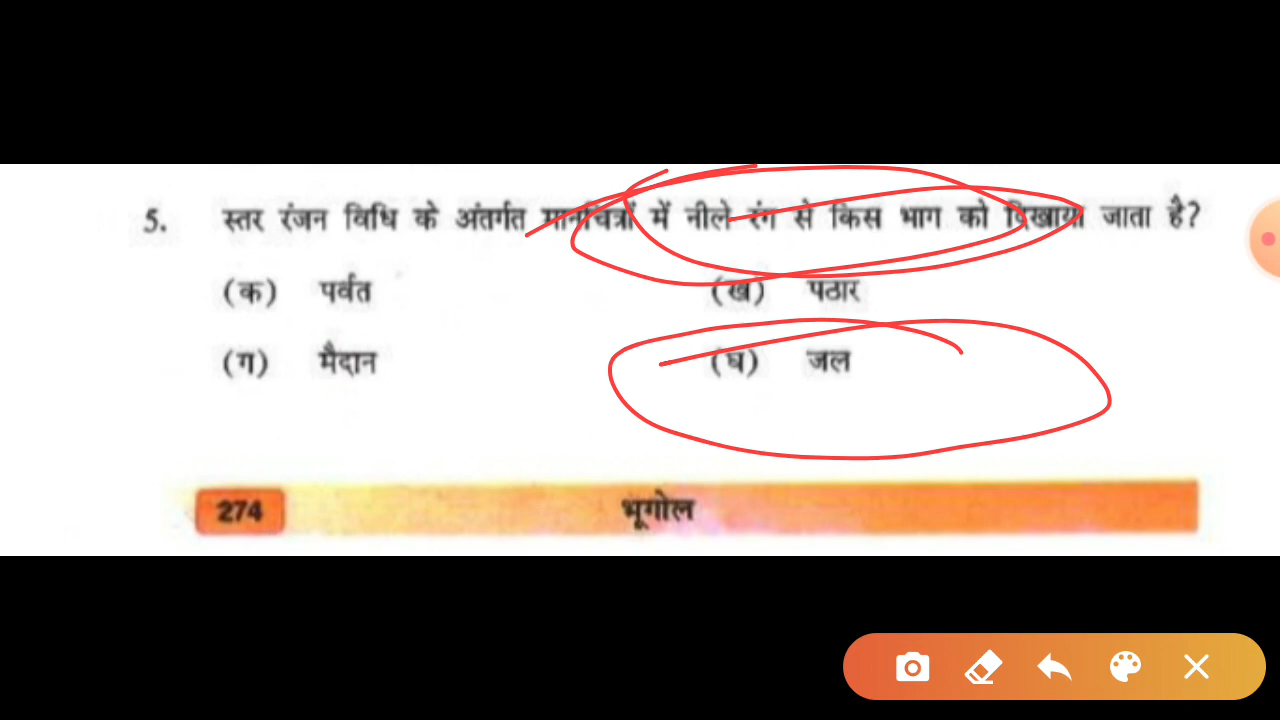 5. स्तर रंजन विधि के अंतर्गत मानचित्रों में नीले रंग से किस भाग को दिखाया जाता है?
(क) पर्वत (ख) पठार
(ग) मैदान (घ) जल
274 भूगोल